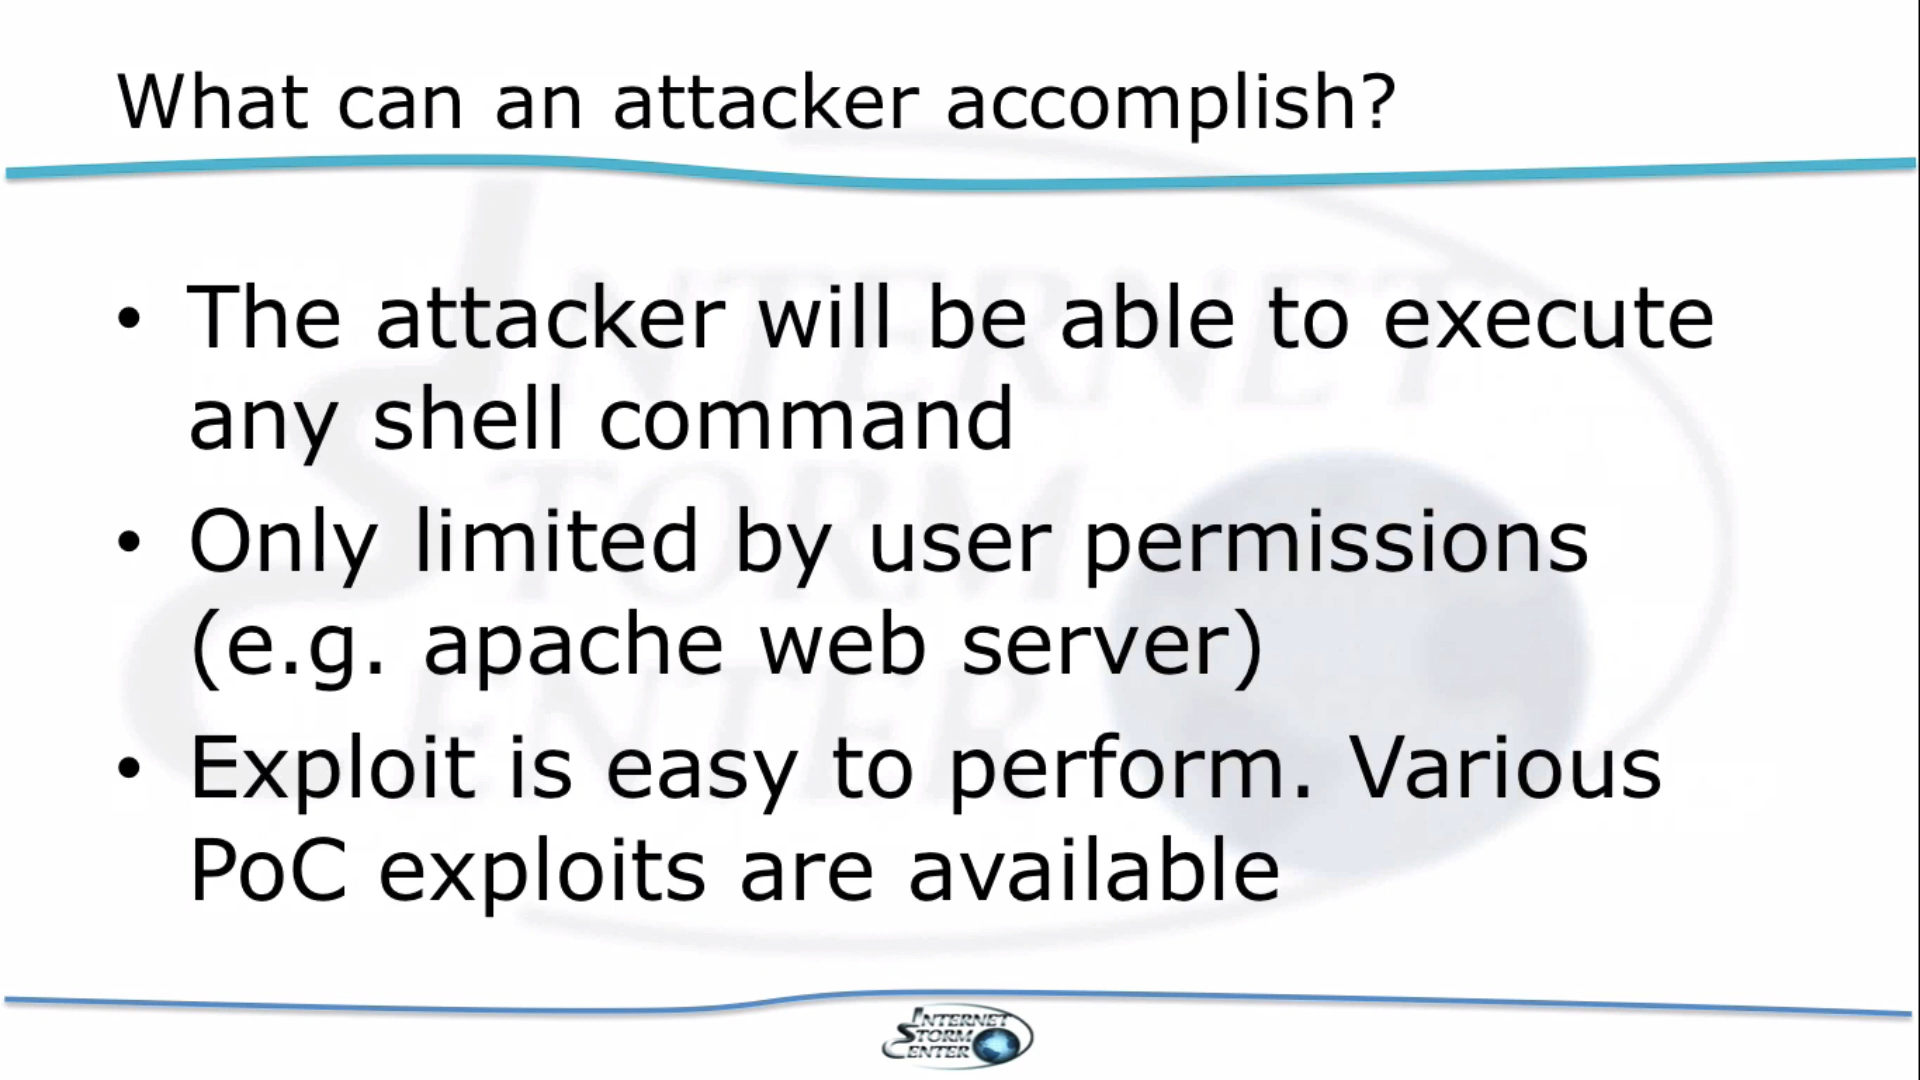 What can an attacker accomplish?
• The attacker will be able to execute
any shell command
• Only limited by user permissions
(e.g. apache web server)
• Exploit is easy to perform. Various
PoC exploits are available
INTERNET
STORM
CENTER